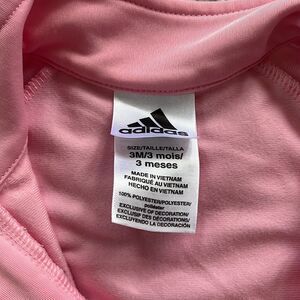 adidas
SIZE/TAILLE/TALLA
3M/3 mois/
3 meses
MADE IN VIETNAM
FABRIQUÉ AU VIETNAM
HECHO EN VIETNAM
100% POLYESTER/POLYESTER/
poliéster
EXCLUSIVE OF DECORATION/
EXCLUSIF DES DÉCORATIONS/
EXCLUYENDO LA DECORACIÓN